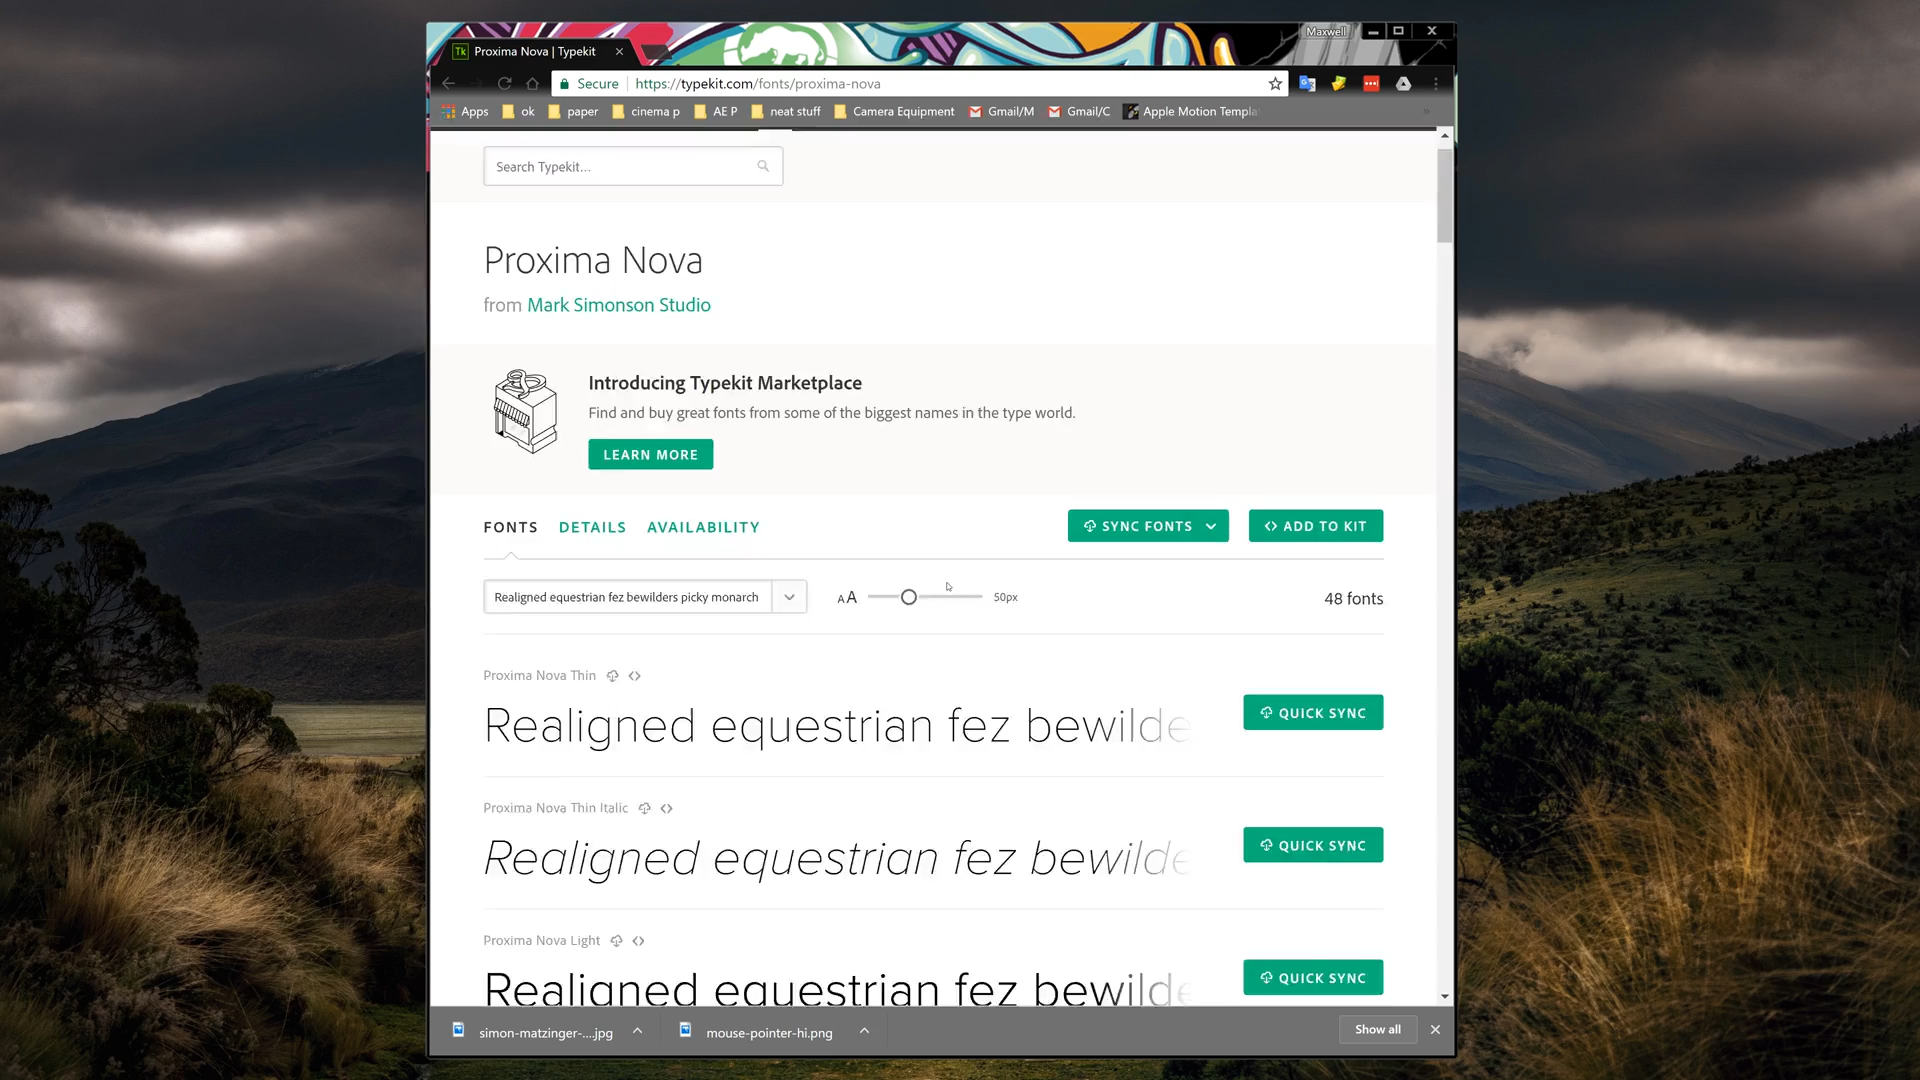 Maxwell
Tk Proxima Nova | Typekit
Secure https://typekit.com/fonts/proxima-nova
Apps ok paper cinema p AE P neat stuff Camera Equipment Gmail/M Gmail/C Apple Motion Templa
Search Typekit...
Proxima Nova
from Mark Simonson Studio
Introducing Typekit Marketplace
Find and buy great fonts from some of the biggest names in the type world.
LEARN MORE
FONTS DETAILS AVAILABILITY SYNC FONTS <> ADD TO KIT
Realigned equestrian fez bewilders picky monarch AA 50px 48 fonts
Proxima Nova Thin <>
Realigned equestrian fez bewilde QUICK SYNC
Proxima Nova Thin Italic <>
Realigned equestrian fez bewilde QUICK SYNC
Proxima Nova Light <>
Realigned equestrian fez bewilde QUICK SYNC
simon-matzinger-....jpg mouse-pointer-hi.png Show all